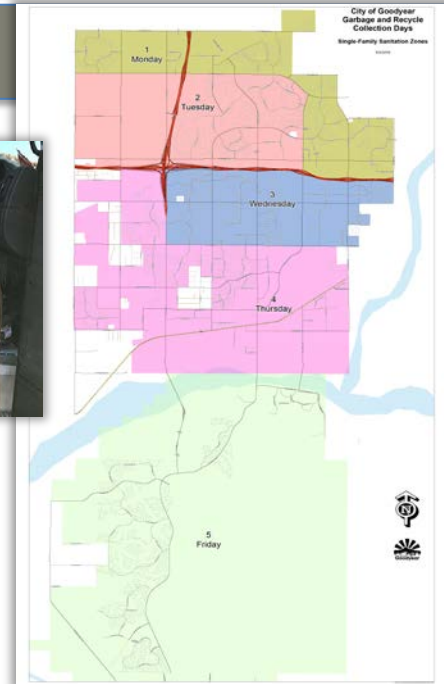 City of Goodyear
Garbage and Recycle
Collection Days
Single-Family Sanitation Zones
1
Monday
2
Tuesday
3
Wednesday
4
Thursday
5
Friday
N